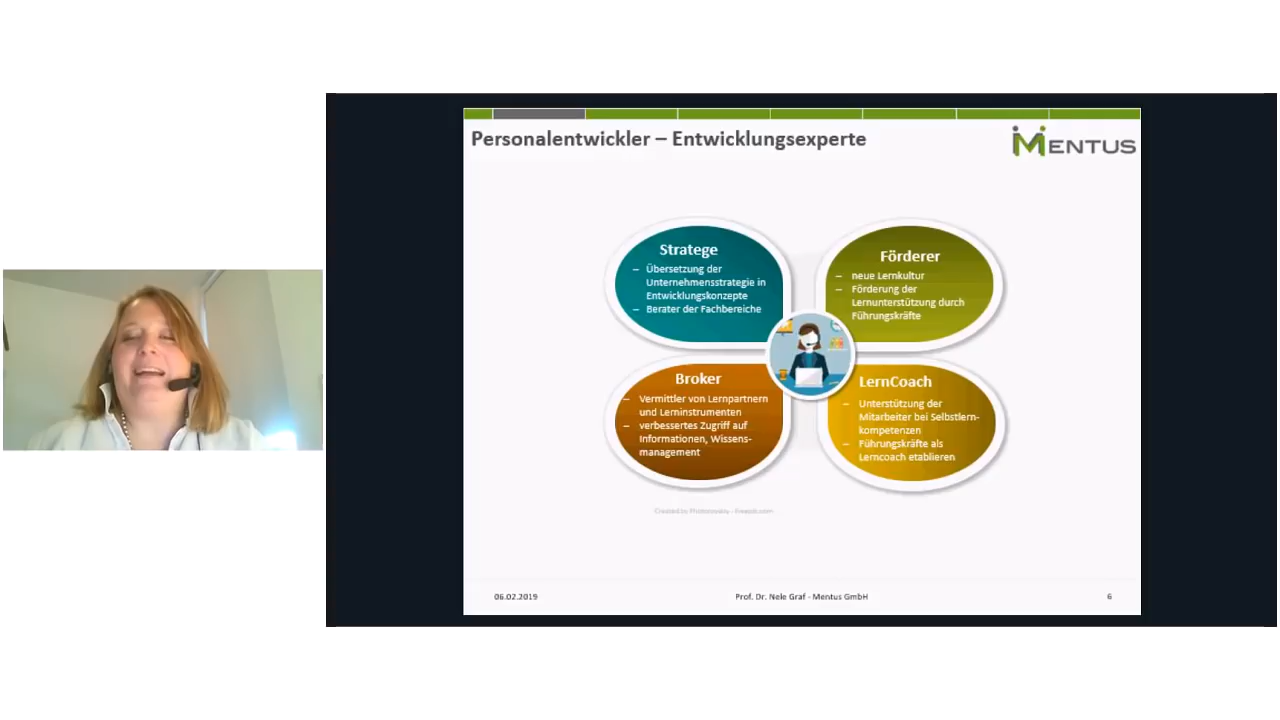 Personalentwickler – Entwicklungsexperte
MENTUS
Stratege
– Übersetzung der
Unternehmensstrategie in
Entwicklungskonzepte
– Berater der Fachbereiche
Förderer
– neue Lernkultur
– Förderung der
Lernunterstützung durch
Führungskräfte
Broker
– Vermittler von Lernpartnern
und Lerninstrumenten
– verbessertes Zugriff auf
Informationen, Wissens-
management
LernCoach
– Unterstützung der
Mitarbeiter bei Selbstlern-
kompetenzen
– Führungskräfte als
Lerncoach etablieren
Created by
06.02.2019
Prof. Dr. Nele Graf - Mentus GmbH
6